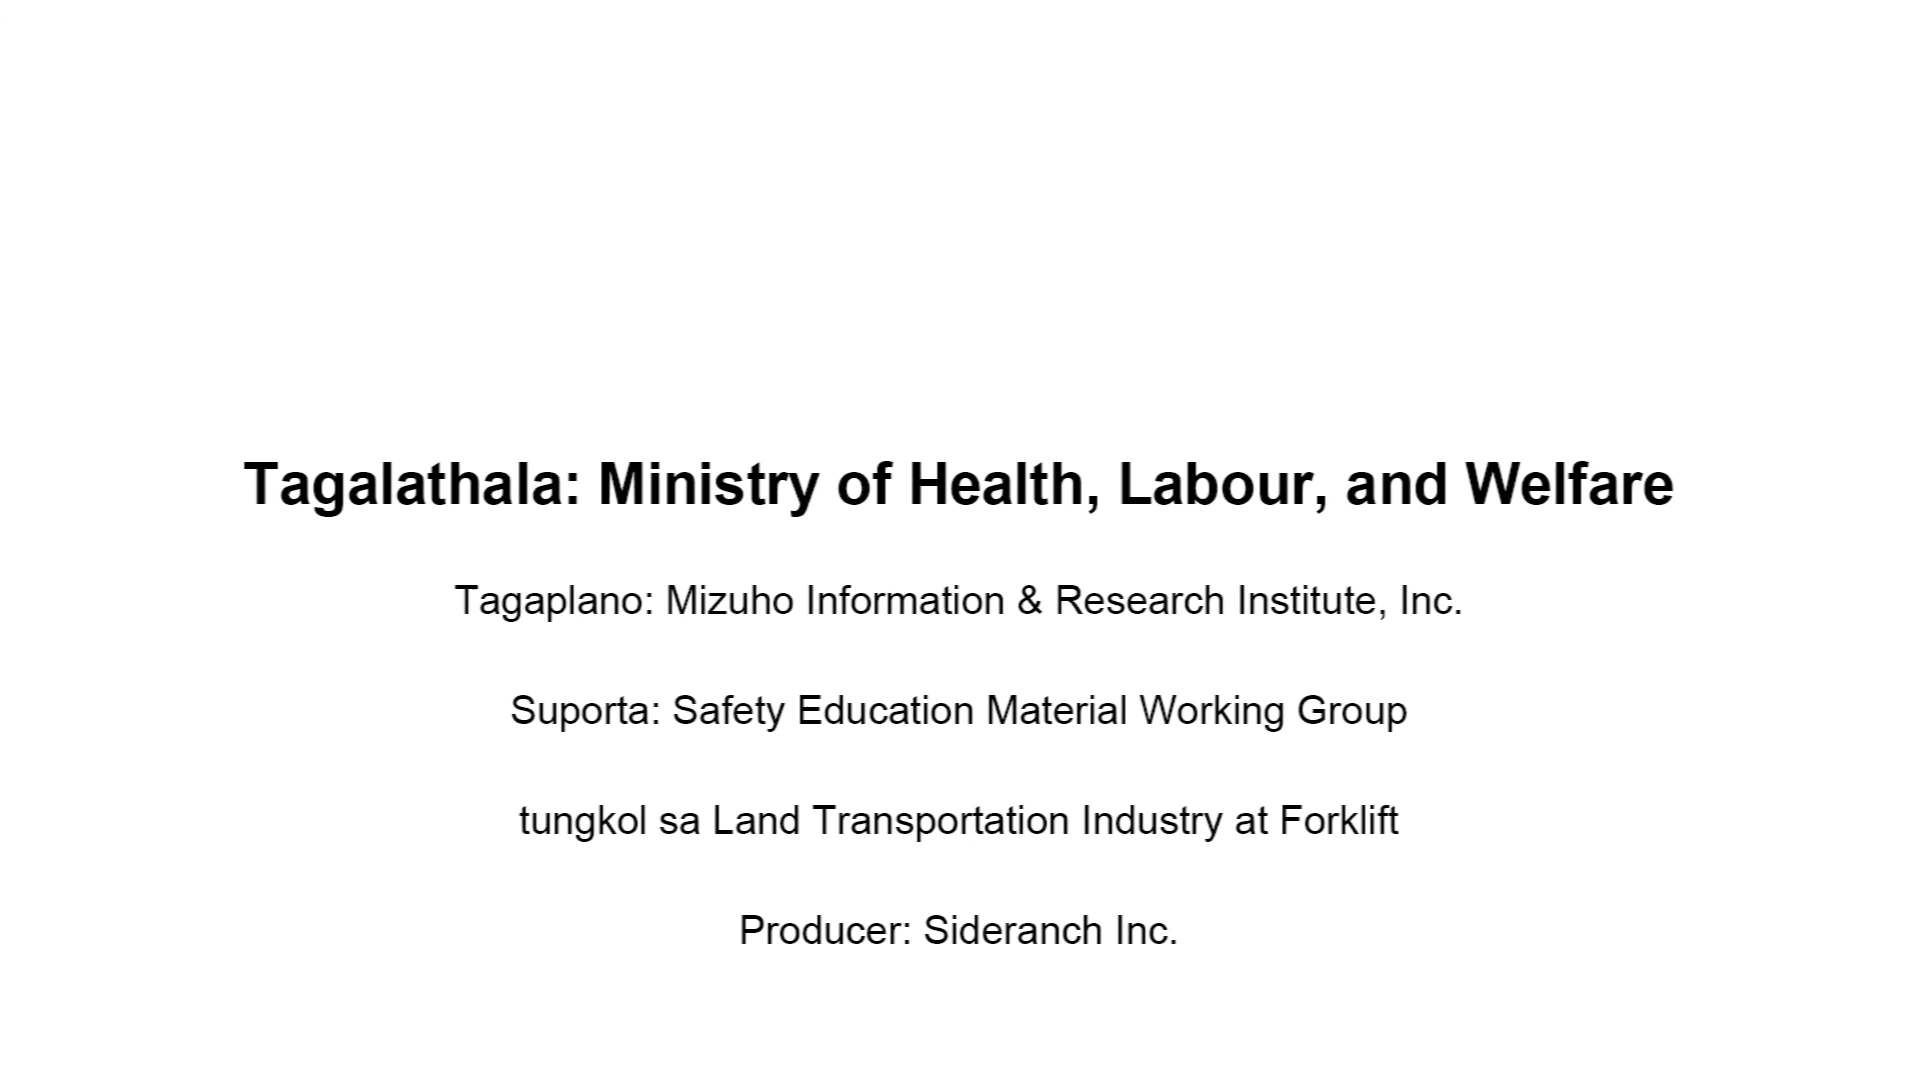 Tagalathala: Ministry of Health, Labour, and Welfare
Tagaplano: Mizuho Information & Research Institute, Inc.
Suporta: Safety Education Material Working Group
tungkol sa Land Transportation Industry at Forklift
Producer: Sideranch Inc.